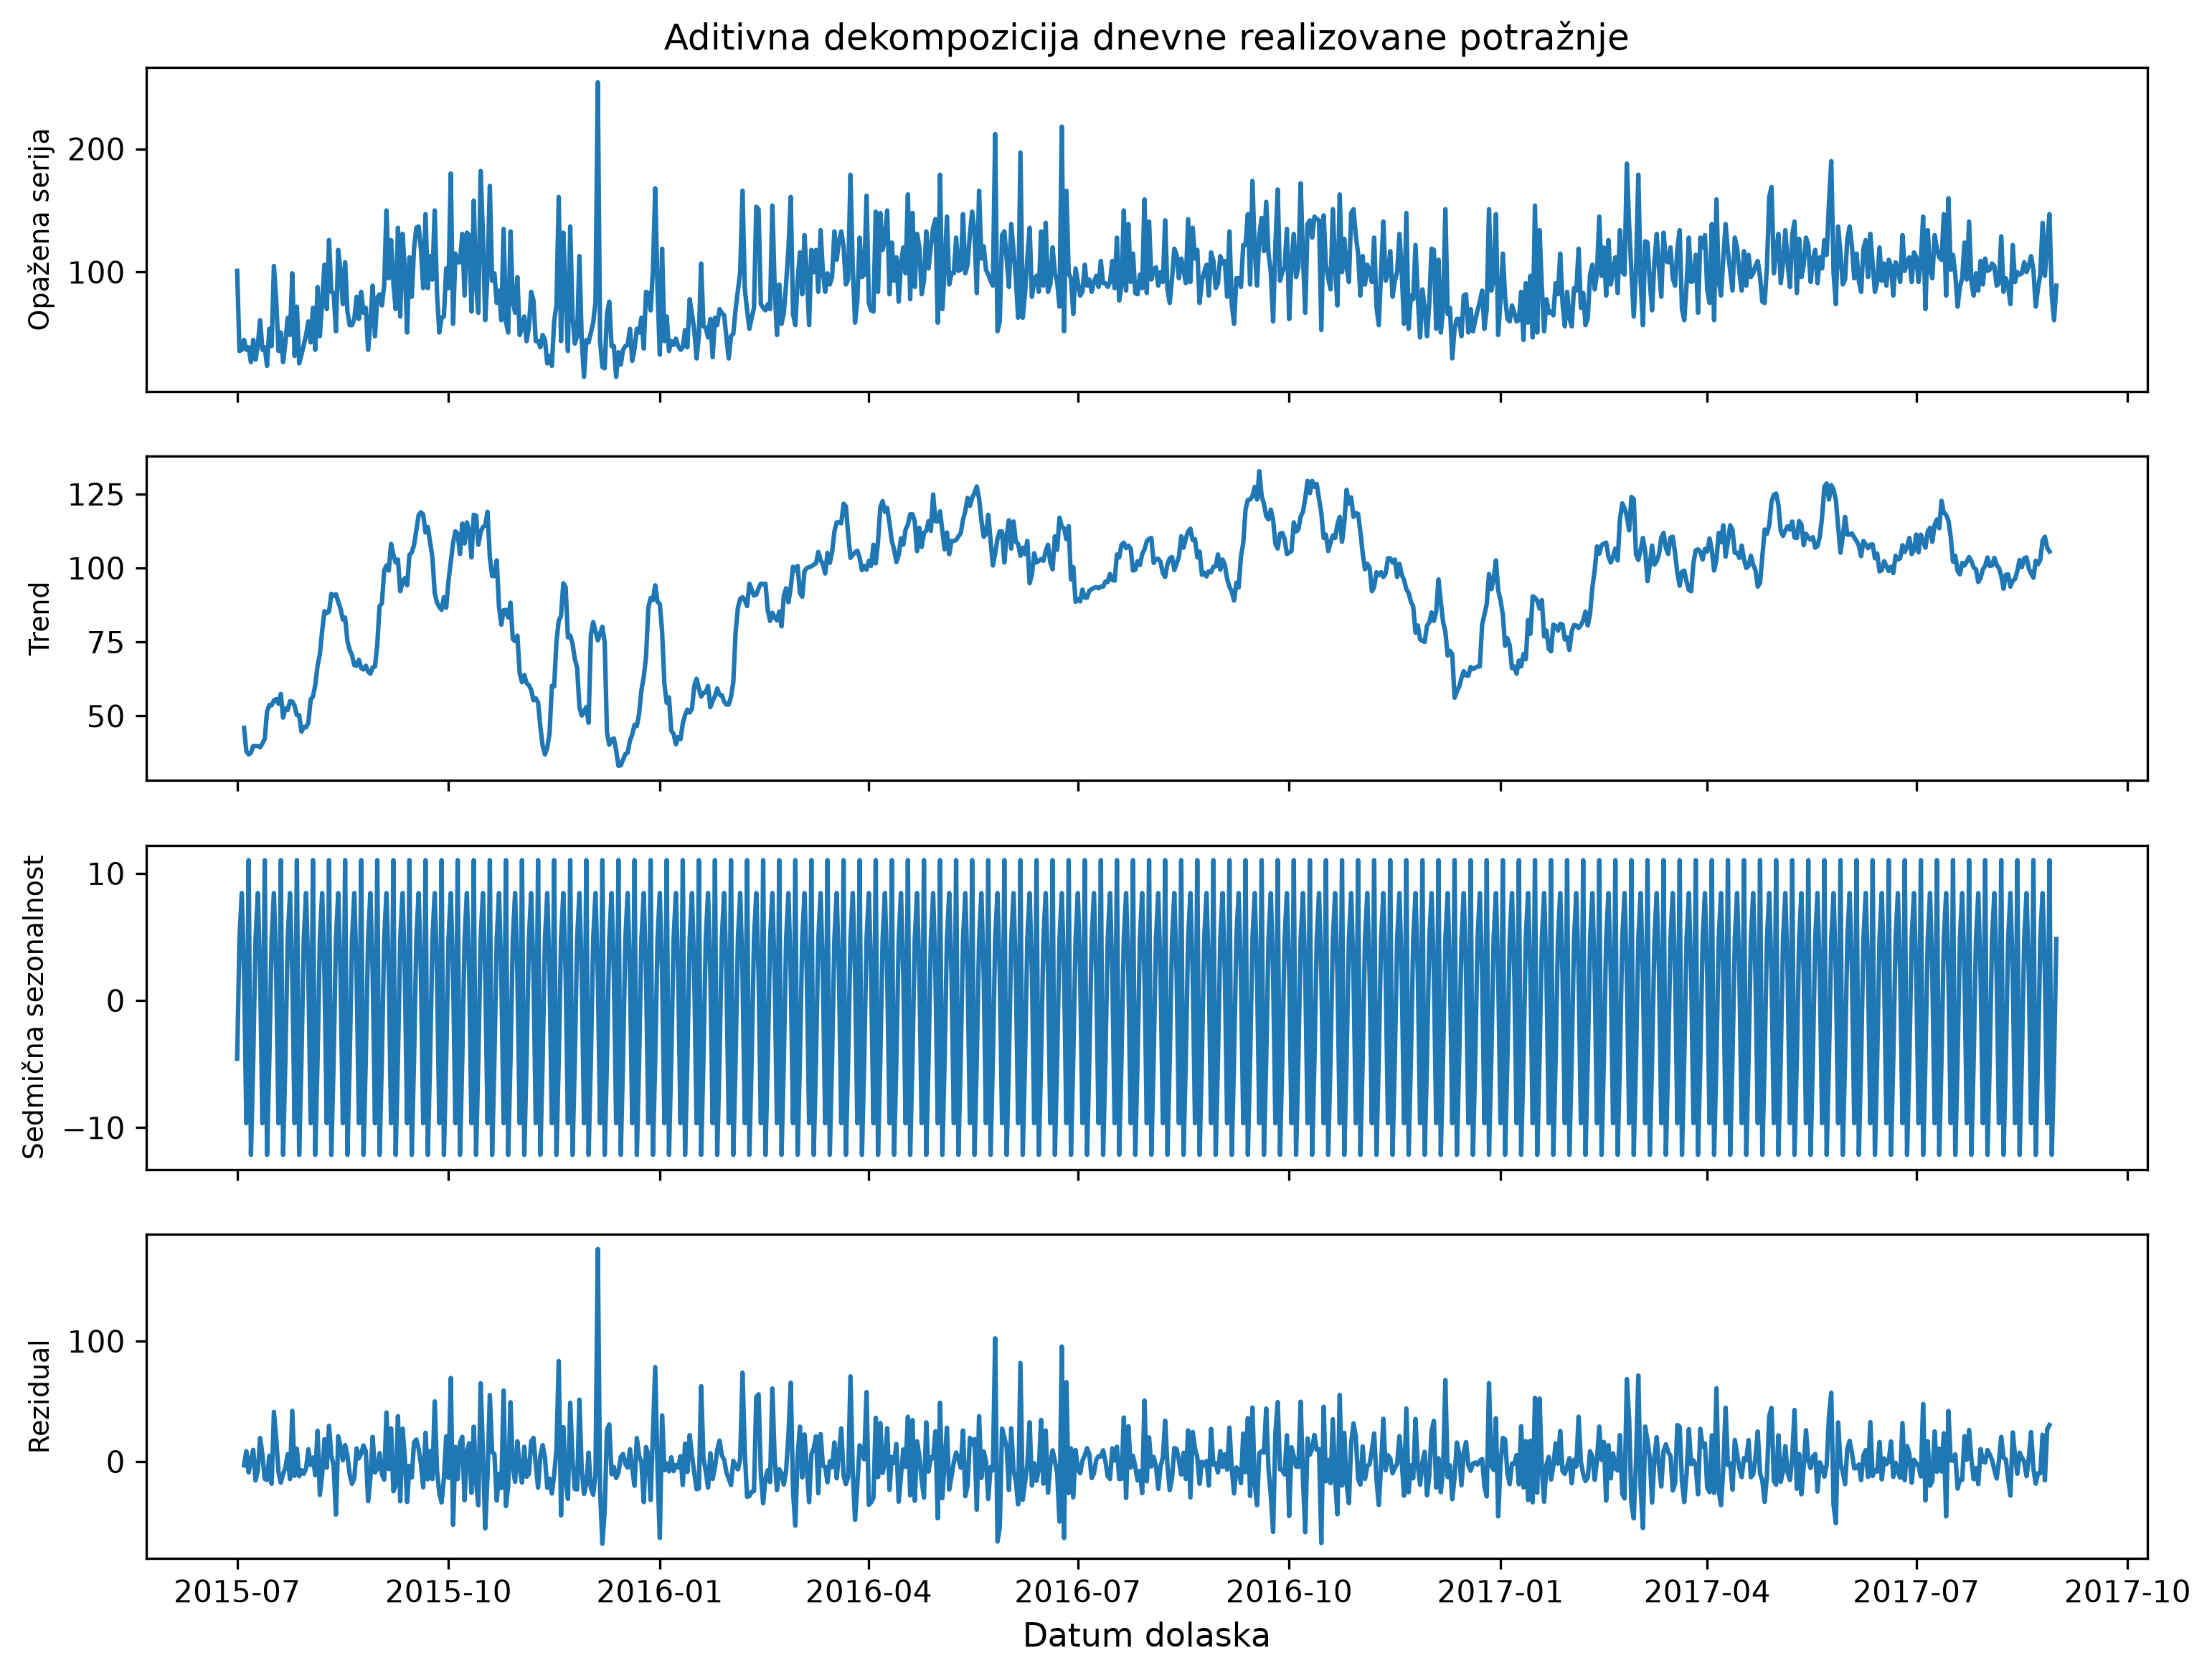 Aditivna dekompozicija dnevne realizovane potražnje
Opažena serija
200
100
Trend
125
100
75
50
Sedmična sezonalnost
10
0
−10
Rezidual
100
0
2015-07 2015-10 2016-01 2016-04 2016-07 2016-10 2017-01 2017-04 2017-07 2017-10
Datum dolaska